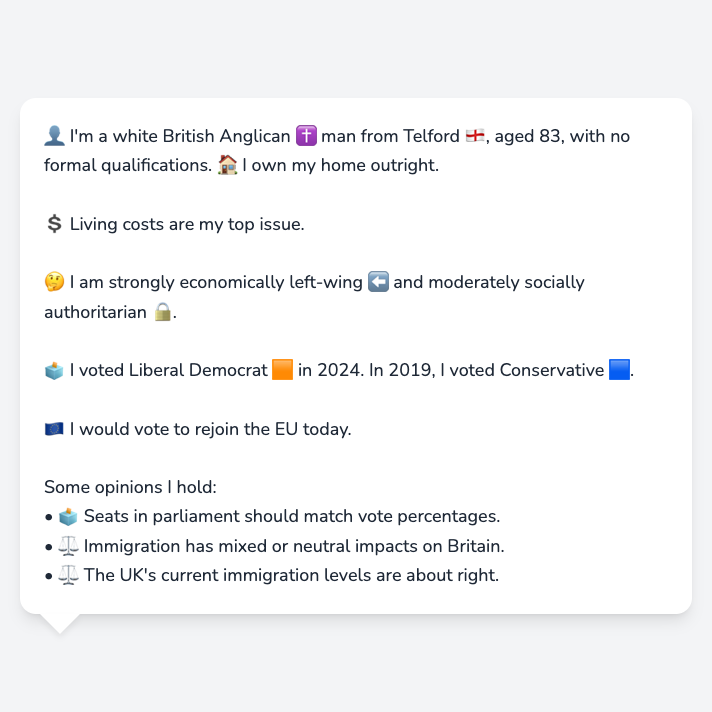 👤 I'm a white British Anglican ✝️ man from Telford 🏴󠁧󠁢󠁥󠁮󠁧󠁿, aged 83, with no
formal qualifications. 🏠 I own my home outright.
💲 Living costs are my top issue.
🤔 I am strongly economically left-wing ⬅️ and moderately socially
authoritarian 🔒.
🗳️ I voted Liberal Democrat 🟧 in 2024. In 2019, I voted Conservative 🟦.
🇪🇺 I would vote to rejoin the EU today.
Some opinions I hold:
• 🗳️ Seats in parliament should match vote percentages.
• ⚖️ Immigration has mixed or neutral impacts on Britain.
• ⚖️ The UK's current immigration levels are about right.